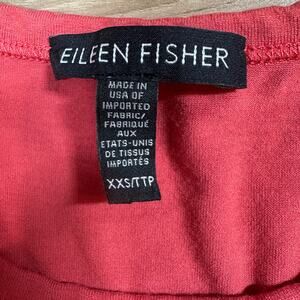 EILEEN FISHER
MADE IN
USA OF
IMPORTED
FABRIC/
FABRIQUÉ
AUX
ETATS-UNIS
DE TISSUS
IMPORTÉS
XXS/TTP